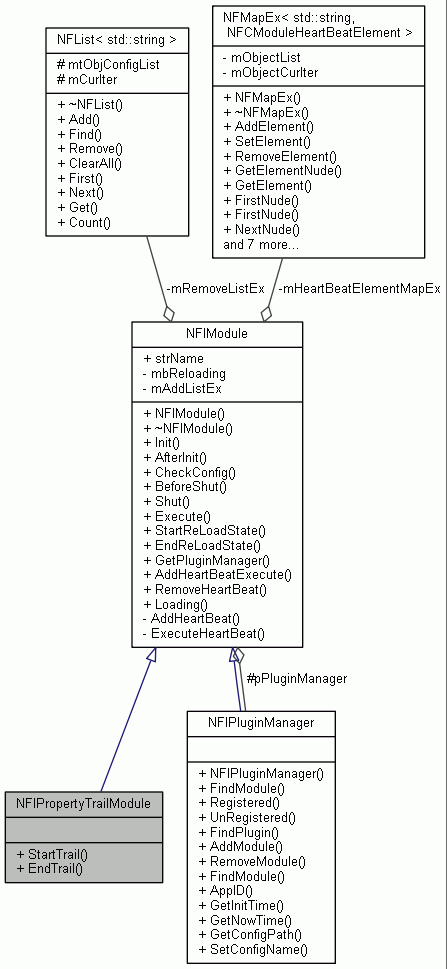 NFList< std::string >
# mtObjConfigList
# mCurIter
+ ~NFList()
+ Add()
+ Find()
+ Remove()
+ ClearAll()
+ First()
+ Next()
+ Get()
+ Count()
NFMapEx< std::string,
NFCModuleHeartBeatElement >
- mObjectList
- mObjectCurIter
+ NFMapEx()
+ ~NFMapEx()
+ AddElement()
+ SetElement()
+ RemoveElement()
+ GetElementNude()
+ GetElement()
+ FirstNude()
+ FirstNude()
+ NextNude()
and 7 more...
-mRemoveListEx
-mHeartBeatElementMapEx
NFIModule
+ strName
- mbReloading
- mAddListEx
+ NFIModule()
+ ~NFIModule()
+ Init()
+ AfterInit()
+ CheckConfig()
+ BeforeShut()
+ Shut()
+ Execute()
+ StartReLoadState()
+ EndReLoadState()
+ GetPluginManager()
+ AddHeartBeatExecute()
+ RemoveHeartBeat()
+ Loading()
- AddHeartBeat()
- ExecuteHeartBeat()
#pPluginManager
NFIPropertyTrailModule
+ StartTrail()
+ EndTrail()
NFIPluginManager
+ NFIPluginManager()
+ FindModule()
+ Registered()
+ UnRegistered()
+ FindPlugin()
+ AddModule()
+ RemoveModule()
+ FindModule()
+ AppID()
+ GetInitTime()
+ GetNowTime()
+ GetConfigPath()
+ SetConfigName()